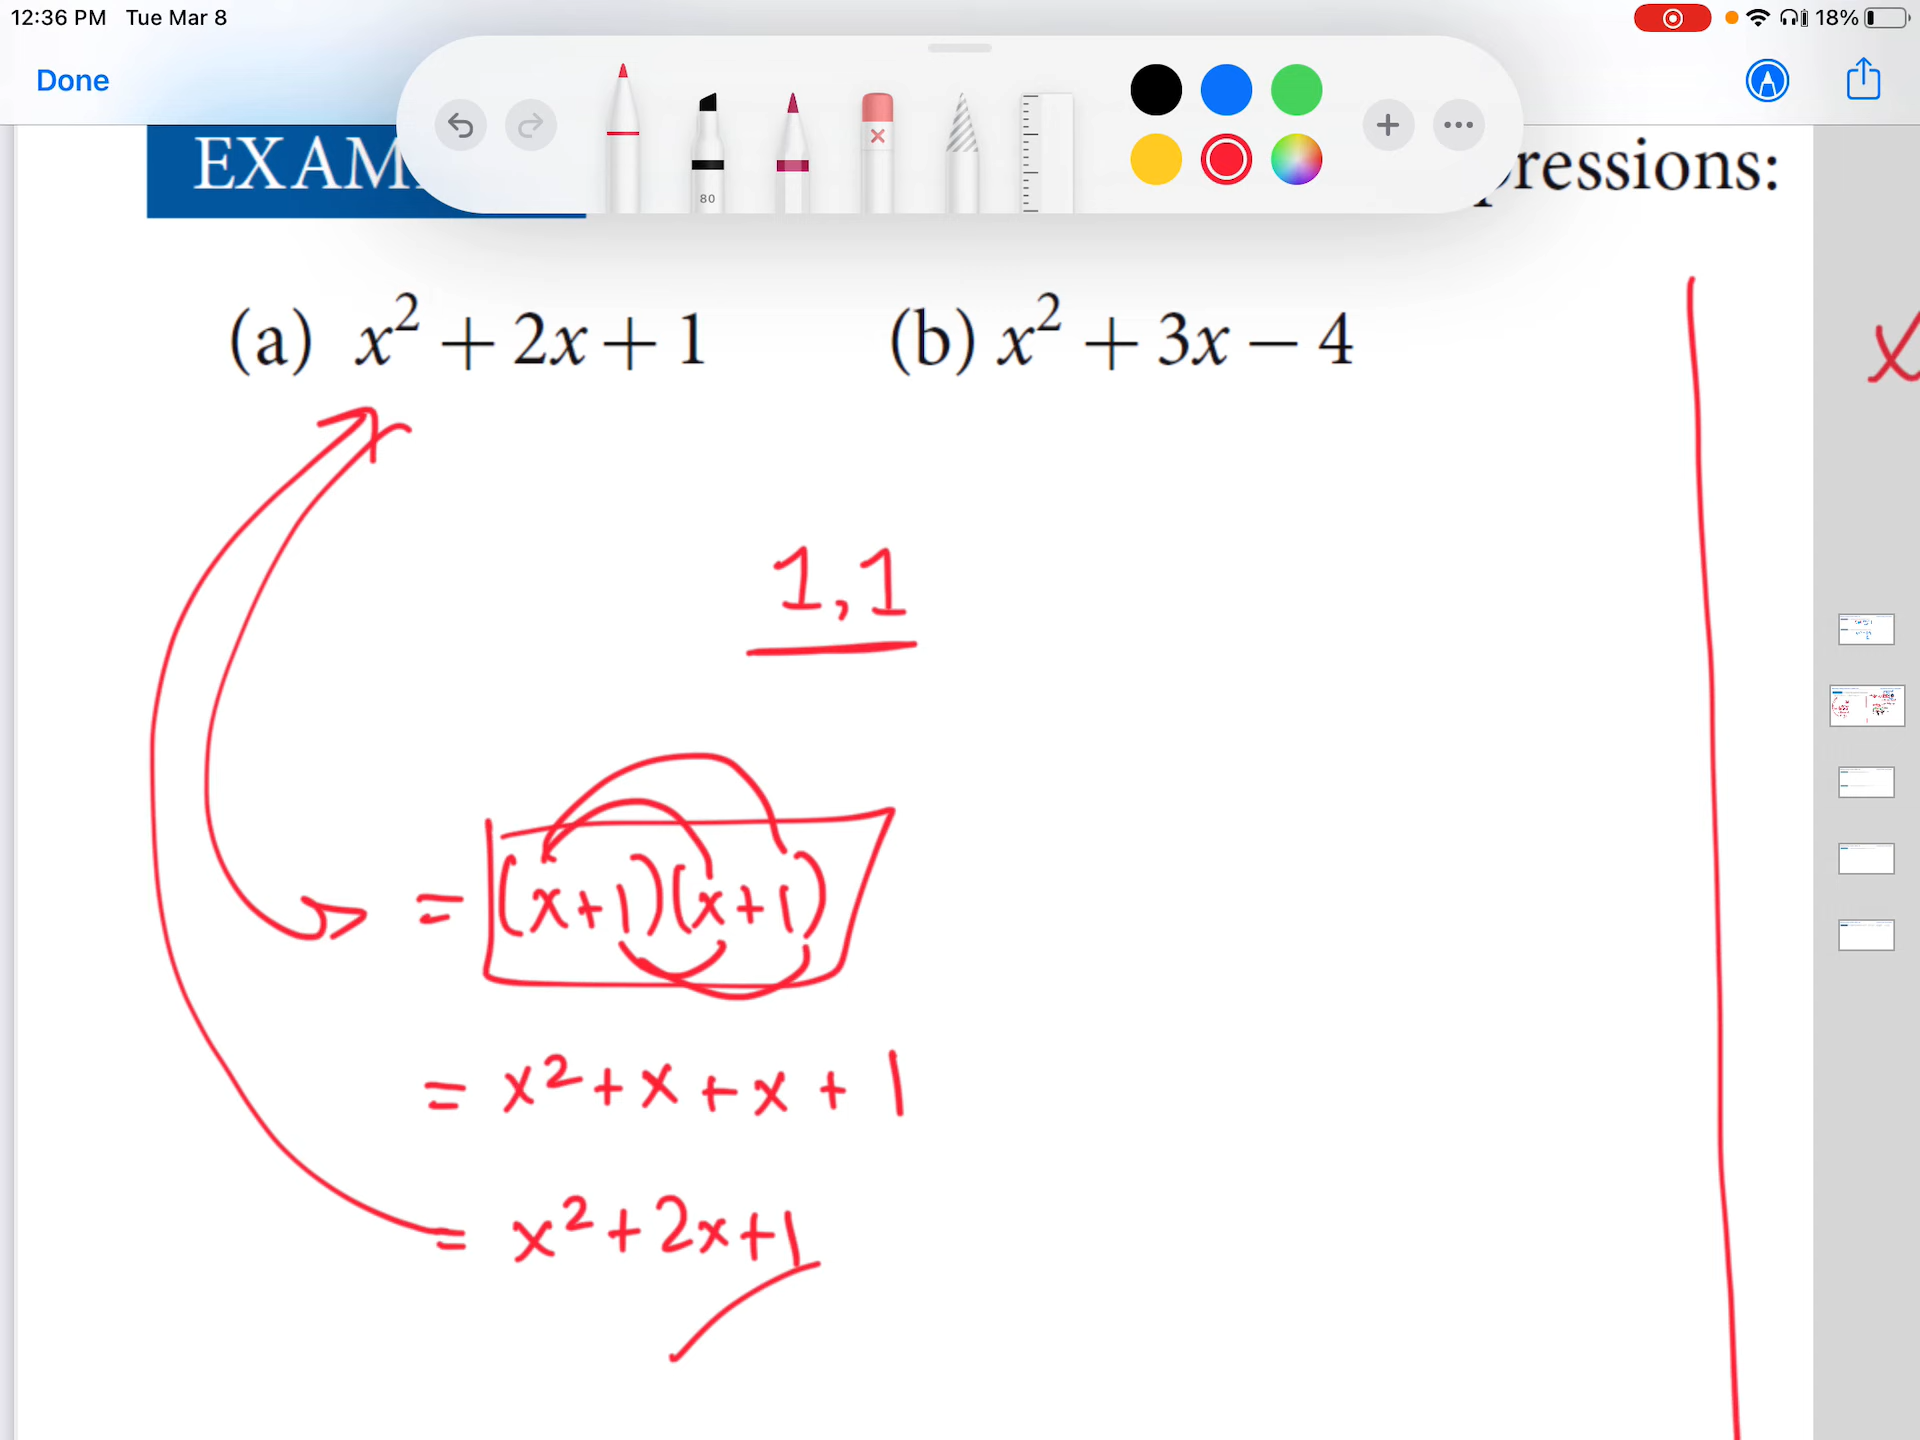 12:36 PM Tue Mar 8 18%
Done
80
EXAM ressions:
(a) x² + 2x + 1 (b) x² + 3x − 4
x
1,1
= (x+1)(x+1)
= x² + x + x + 1
= x² + 2x + 1